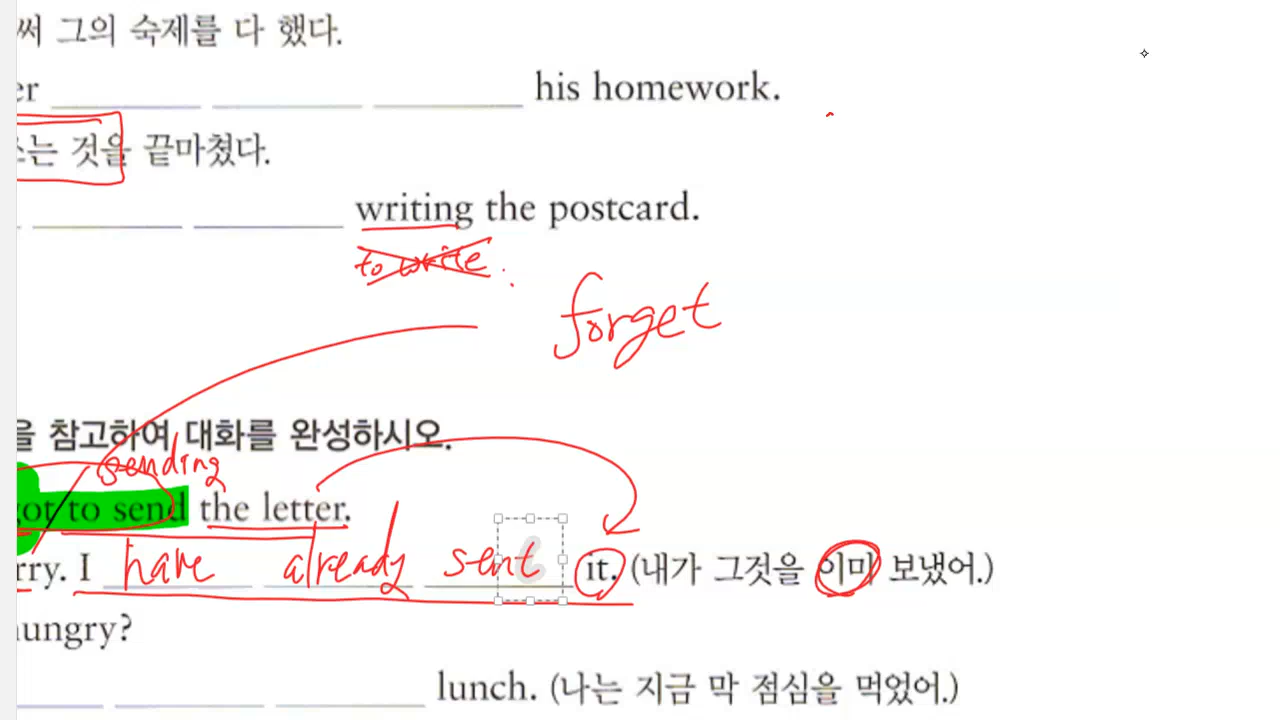 써 그의 숙제를 다 했다.
er his homework.
쓰는 것을 끝마쳤다.
writing the postcard.
to write
forget
을 참고하여 대화를 완성하시오.
sending
got to send the letter.
rry. I have already sent it. (내가 그것을 이미 보냈어.)
hungry?
lunch. (나는 지금 막 점심을 먹었어.)